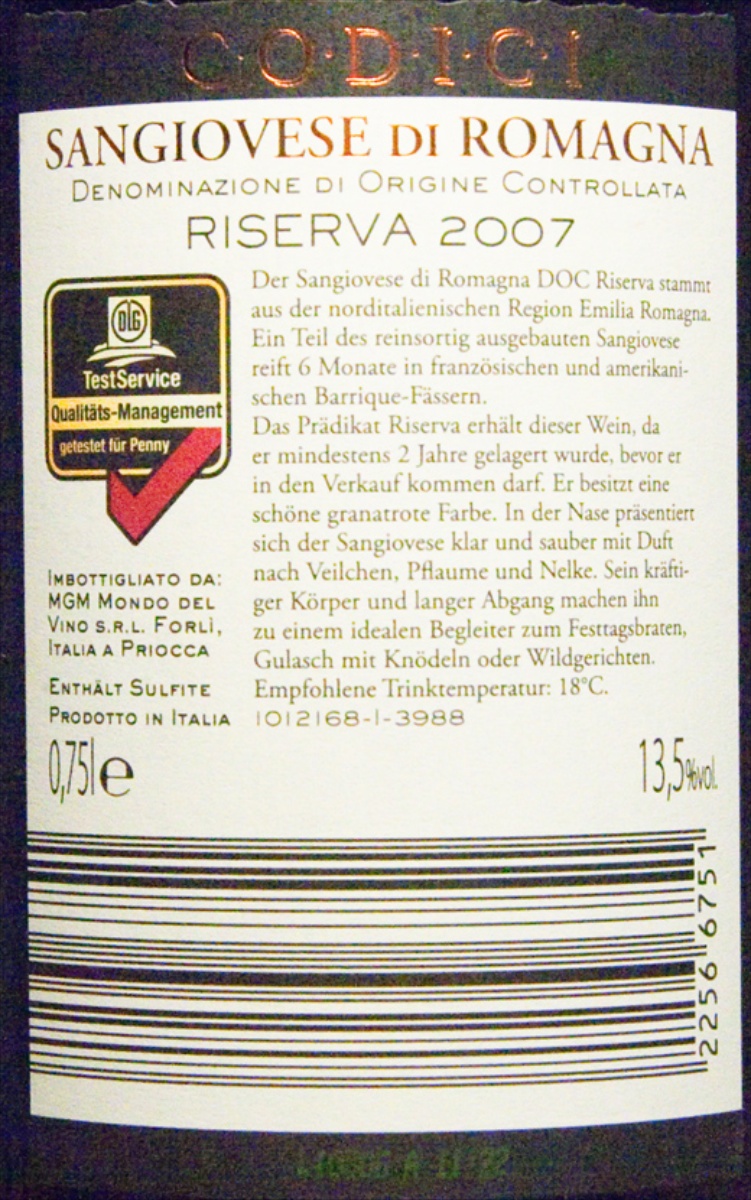 C·O·D·I·C·I
SANGIOVESE DI ROMAGNA
DENOMINAZIONE DI ORIGINE CONTROLLATA
RISERVA 2007
DLG
TestService
Qualitäts-Management
getestet für Penny
Der Sangiovese di Romagna DOC Riserva stammt
aus der norditalienischen Region Emilia Romagna.
Ein Teil des reinsortig ausgebauten Sangiovese
reift 6 Monate in französischen und amerikani-
schen Barrique-Fässern.
Das Prädikat Riserva erhält dieser Wein, da
er mindestens 2 Jahre gelagert wurde, bevor er
in den Verkauf kommen darf. Er besitzt eine
schöne granatrote Farbe. In der Nase präsentiert
sich der Sangiovese klar und sauber mit Duft
nach Veilchen, Pflaume und Nelke. Sein kräfti-
ger Körper und langer Abgang machen ihn
zu einem idealen Begleiter zum Festtagsbraten,
Gulasch mit Knödeln oder Wildgerichten.
Empfohlene Trinktemperatur: 18°C.
1012168-1-3988
IMBOTTIGLIATO DA:
MGM MONDO DEL
VINO S.R.L. FORLÌ,
ITALIA A PRIOCCA
ENTHÄLT SULFITE
PRODOTTO IN ITALIA
0,75l e
13,5%vol.
2256 6751